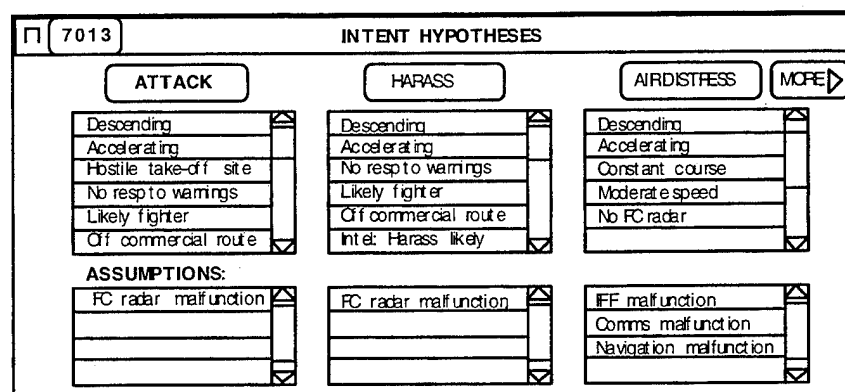 7013 INTENT HYPOTHESES
ATTACK HARASS AIR DISTRESS MORE
Descending
Accelerating
Hostile take-off site
No resp to warnings
Likely fighter
Off commercial route
Descending
Accelerating
No resp to warnings
Likely fighter
Off commercial route
Intel: Harass likely
Descending
Accelerating
Constant course
Moderate speed
No FC radar
ASSUMPTIONS:
FC radar malfunction
FC radar malfunction
IFF malfunction
Comms malfunction
Navigation malfunction